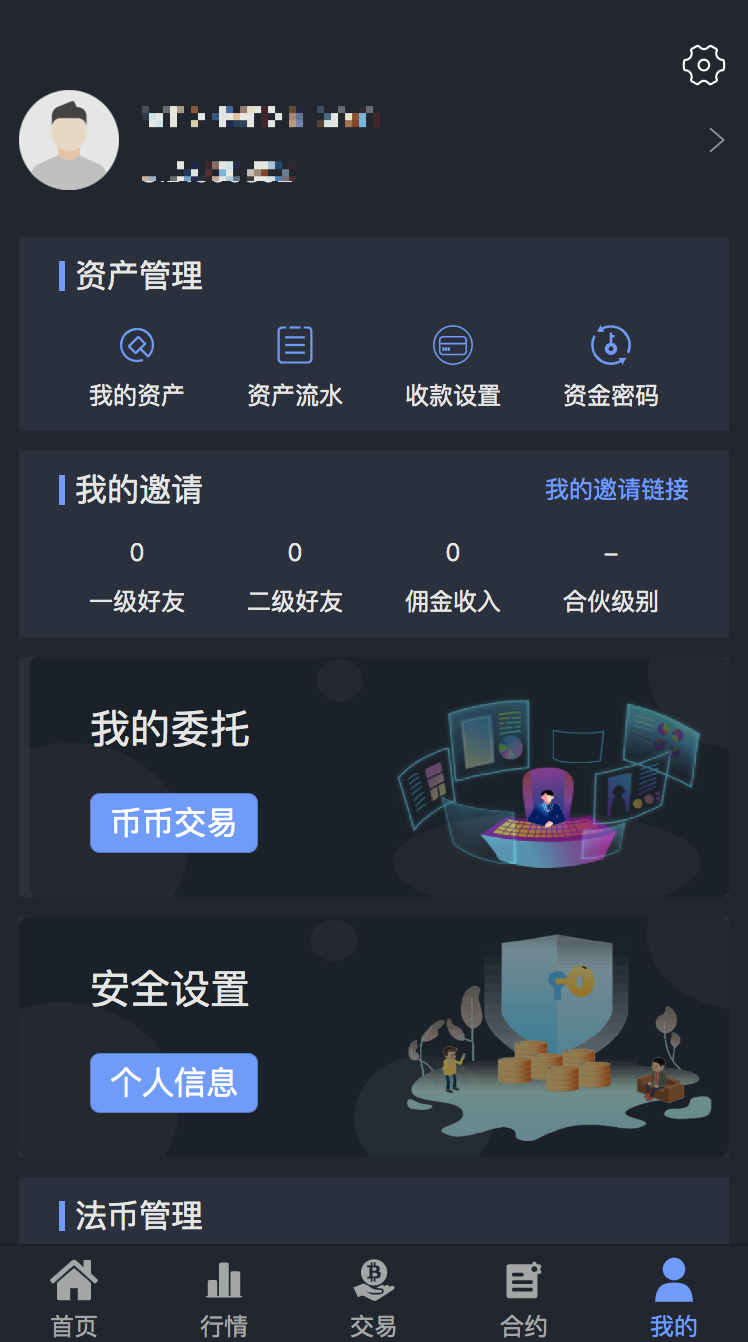 资产管理
我的资产 资产流水 收款设置 资金密码
我的邀请 我的邀请链接
0 0 0 –
一级好友 二级好友 佣金收入 合伙级别
我的委托
币币交易
安全设置
个人信息
法币管理
首页 行情 交易 合约 我的